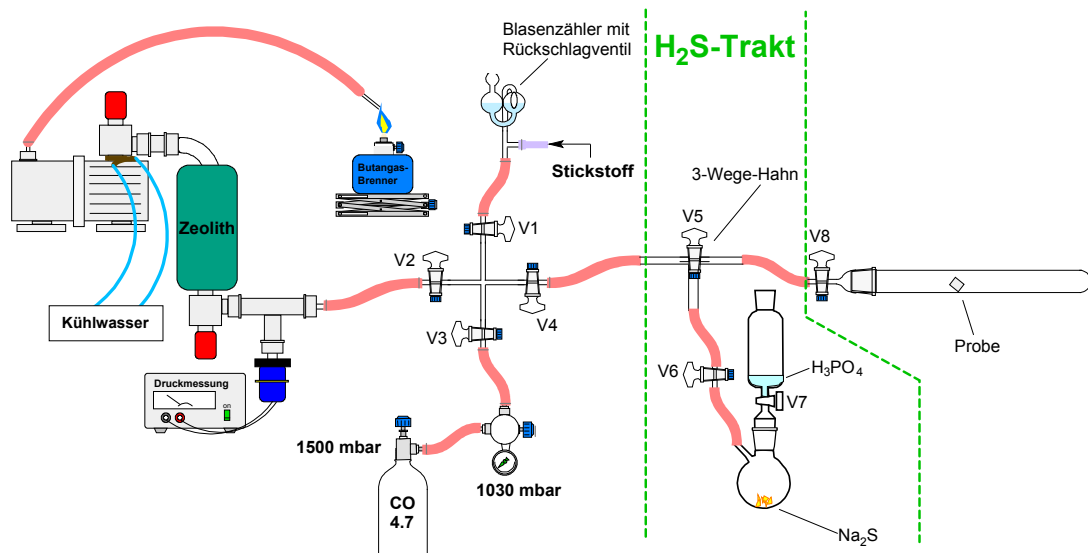 Blasenzähler mit
Rückschlagventil
H₂S-Trakt
Butangas-
Brenner
Stickstoff
3-Wege-Hahn
Zeolith
V1
V5
V2
V8
Kühlwasser
V4
V3
Probe
H₃PO₄
V6
Druckmessung
on
V7
1500 mbar
1030 mbar
CO
4.7
Na₂S